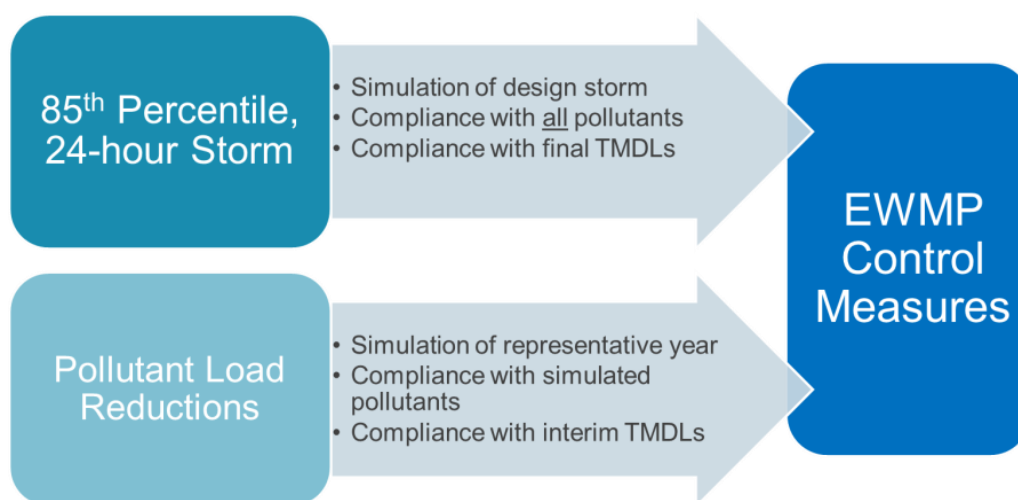 85th Percentile,
24-hour Storm
• Simulation of design storm
• Compliance with all pollutants
• Compliance with final TMDLs
Pollutant Load
Reductions
• Simulation of representative year
• Compliance with simulated
pollutants
• Compliance with interim TMDLs
EWMP
Control
Measures